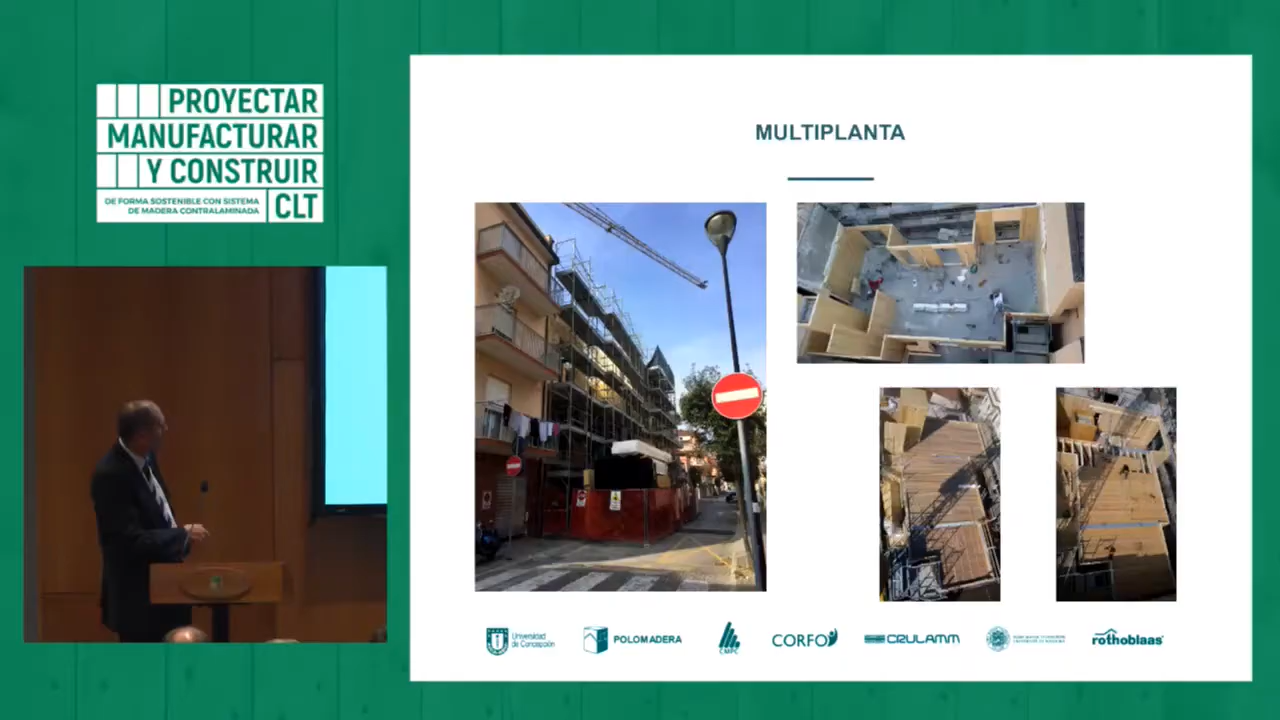 PROYECTAR
MANUFACTURAR
Y CONSTRUIR
DE FORMA SOSTENIBLE CON SISTEMA
DE MADERA CONTRALAMINADA
CLT
MULTIPLANTA
Universidad
de Concepción
POLOMADERA
CMPC
CORFO
CRULAMM
rothoblaas